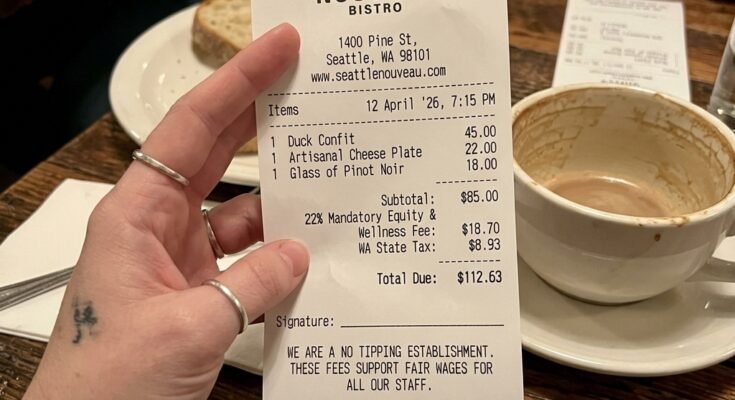 BISTRO
1400 Pine St,
Seattle, WA 98101
www.seattlenouveau.com
Items 12 April '26, 7:15 PM
1 Duck Confit 45.00
1 Artisanal Cheese Plate 22.00
1 Glass of Pinot Noir 18.00
Subtotal: $85.00
22% Mandatory Equity &
Wellness Fee: $18.70
WA State Tax: $8.93
Total Due: $112.63
Signature:
WE ARE A NO TIPPING ESTABLISHMENT.
THESE FEES SUPPORT FAIR WAGES FOR
ALL OUR STAFF.